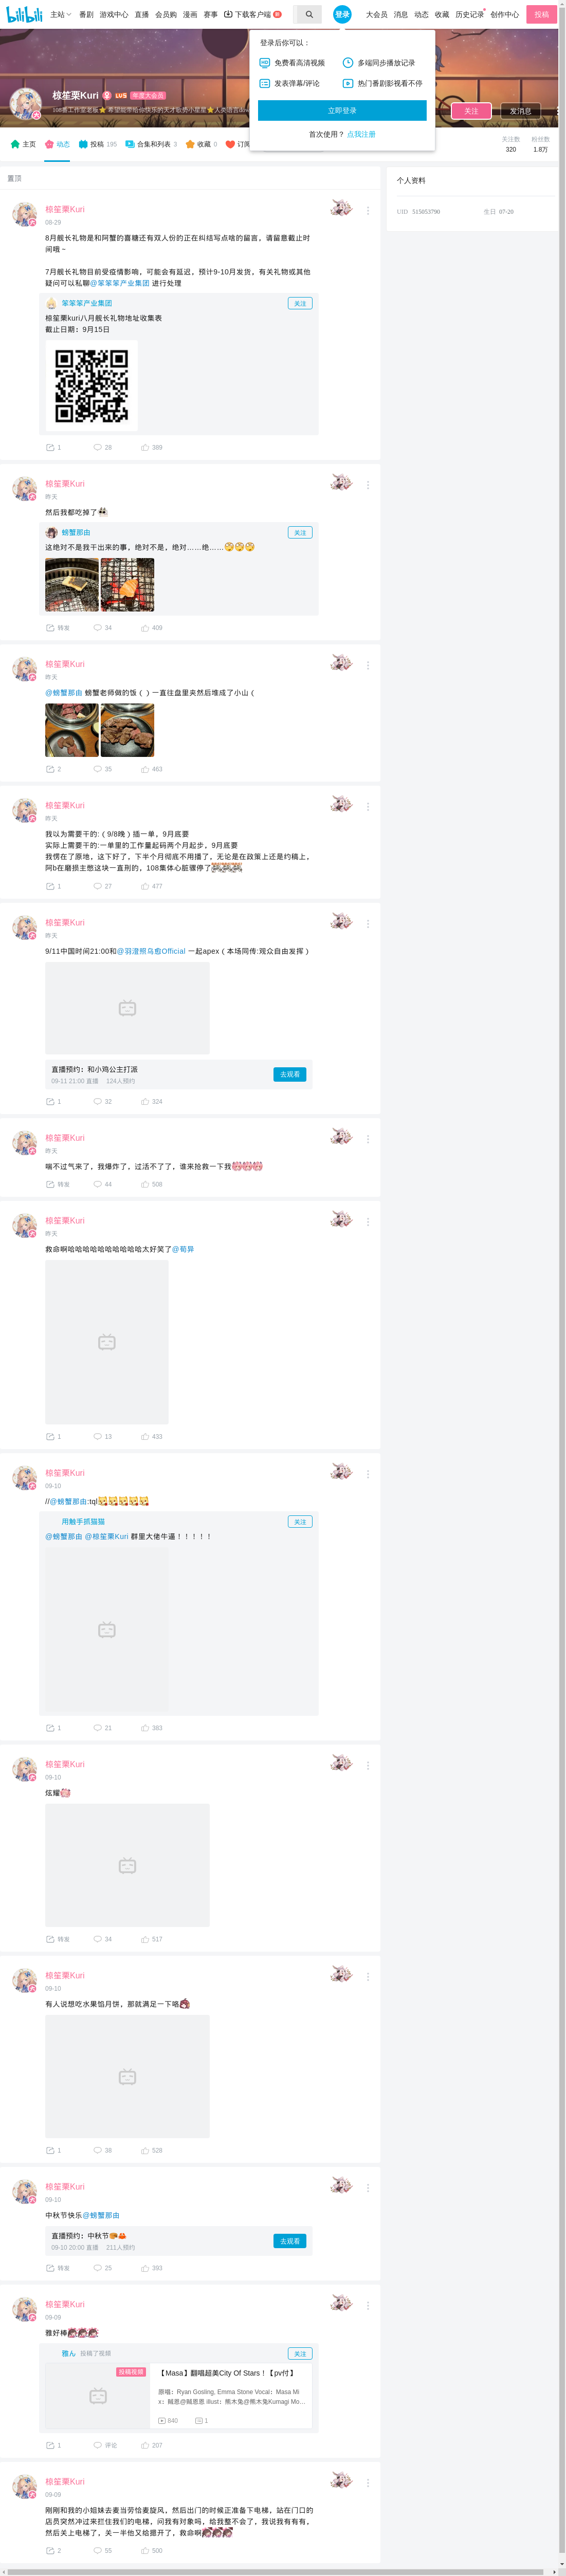 bilibili 主站 番剧 游戏中心 直播 会员购 漫画 赛事 下载客户端 登录 大会员 消息 动态 收藏 历史记录 创作中心 投稿
登录后你可以：
免费看高清视频 多端同步播放记录
发表弹幕/评论 热门番剧影视看不停
立即登录
首次使用？ 点我注册
椋笙栗Kuri LV5 年度大会员
关注 发消息
主页 动态 投稿 195 合集和列表 3 收藏 0 订阅
关注数 粉丝数
320 1.8万
置顶
个人资料
UID 515053790 生日 07-20
椋笙栗Kuri
08-29
8月舰长礼物是和阿蟹的喜糖还有双人份的正在纠结写点啥的留言，请留意截止时
间哦～
7月舰长礼物目前受疫情影响，可能会有延迟，预计9-10月发货，有关礼物或其他
疑问可以私聊@笨笨笨产业集团 进行处理
笨笨笨产业集团 关注
椋笙栗kuri八月舰长礼物地址收集表
截止日期：9月15日
1 28 389
椋笙栗Kuri
昨天
然后我都吃掉了
螃蟹那由 关注
这绝对不是我干出来的事，绝对不是，绝对……绝……
转发 34 409
椋笙栗Kuri
昨天
@螃蟹那由 螃蟹老师做的饭（ ）一直往盘里夹然后堆成了小山（
2 35 463
椋笙栗Kuri
昨天
我以为需要干的:（ 9/8晚）插一单，9月底要
实际上需要干的:一单里的工作量起码两个月起步，9月底要
我愣在了原地，这下好了，下半个月彻底不用播了，无论是在政策上还是约稿上，
阿b在磨损主憋这块一直刑的，108集体心脏骤停了
1 27 477
椋笙栗Kuri
昨天
9/11中国时间21:00和@羽澄照乌愈Official 一起apex（ 本场同传:观众自由发挥 ）
直播预约：和小鸡公主打派
09-11 21:00 直播 124人预约
去观看
1 32 324
椋笙栗Kuri
昨天
喘不过气来了，我爆炸了，过活不了了，谁来抢救一下我
转发 44 508
椋笙栗Kuri
昨天
救命啊哈哈哈哈哈哈哈哈哈哈太好笑了@荀异
1 13 433
椋笙栗Kuri
09-10
//@螃蟹那由:tql
用触手抓猫猫 关注
@螃蟹那由 @椋笙栗Kuri 群里大佬牛逼！！！！！
1 21 383
椋笙栗Kuri
09-10
炫耀
转发 34 517
椋笙栗Kuri
09-10
有人说想吃水果馅月饼，那就满足一下咯
1 38 528
椋笙栗Kuri
09-10
中秋节快乐@螃蟹那由
直播预约：中秋节
09-10 20:00 直播 211人预约
去观看
转发 25 393
椋笙栗Kuri
09-09
雅好棒
雅ん 投稿了视频 关注
投稿视频
【Masa】翻唱超美City Of Stars！【pv付】
原唱：Ryan Gosling, Emma Stone Vocal：Masa Mi
x：贼恩@贼恩恩 illust：熊木兔@熊木兔Kumagi Mo...
840 1
1 评论 207
椋笙栗Kuri
09-09
刚刚和我的小姐妹去麦当劳恰麦旋风，然后出门的时候正准备下电梯，站在门口的
店员突然冲过来拦住我们的电梯，问我有对象吗，给我整不会了，我说我有有有，
然后关上电梯了，关一半他又给摁开了，救命啊
2 55 500